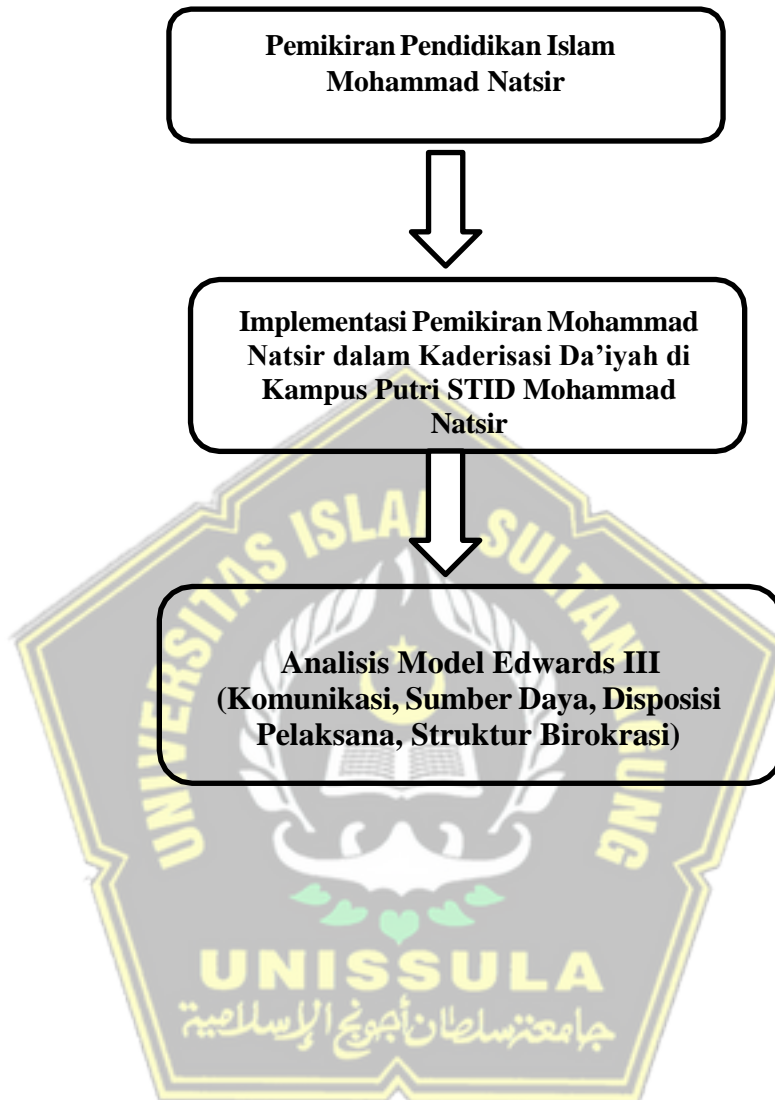 Pemikiran Pendidikan Islam
Mohammad Natsir
Implementasi Pemikiran Mohammad
Natsir dalam Kaderisasi Da’iyah di
Kampus Putri STID Mohammad
Natsir
UNIVERSITAS ISLAM SULTAN AGUNG
Analisis Model Edwards III
(Komunikasi, Sumber Daya, Disposisi
Pelaksana, Struktur Birokrasi)
UNISSULA
جامعة سلطان أجونج الإسلامية